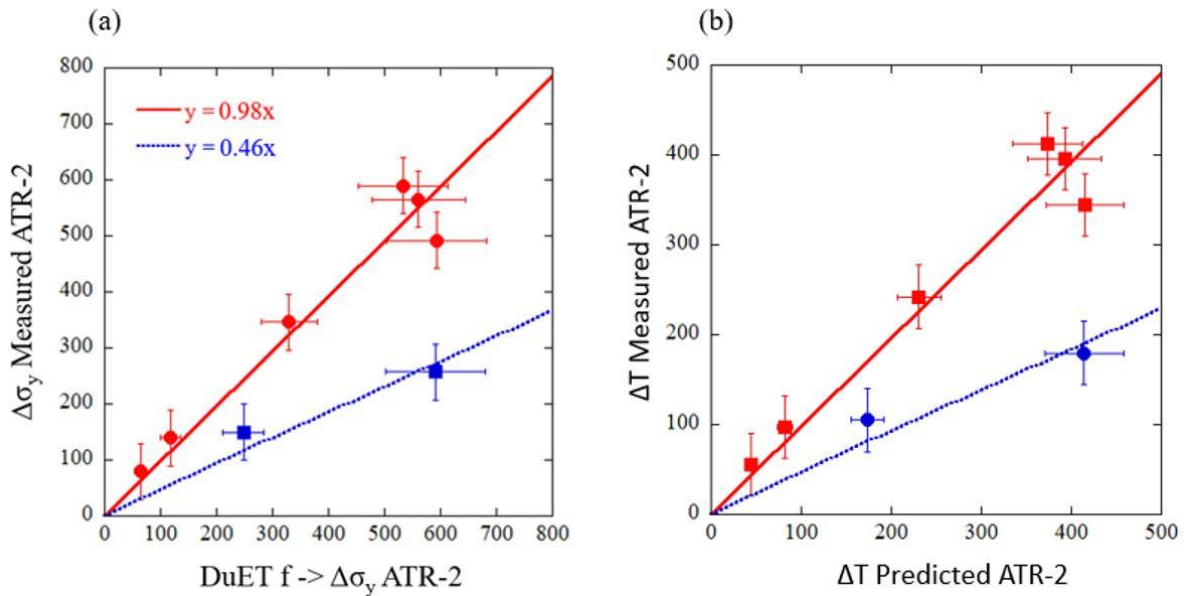 (a)
800
700
600
500
400
300
200
100
0
y = 0.98x
y = 0.46x
0 100 200 300 400 500 600 700 800
Δσy Measured ATR-2
DuET f -> Δσy ATR-2
(b)
500
400
300
200
100
0
0 100 200 300 400 500
ΔT Measured ATR-2
ΔT Predicted ATR-2